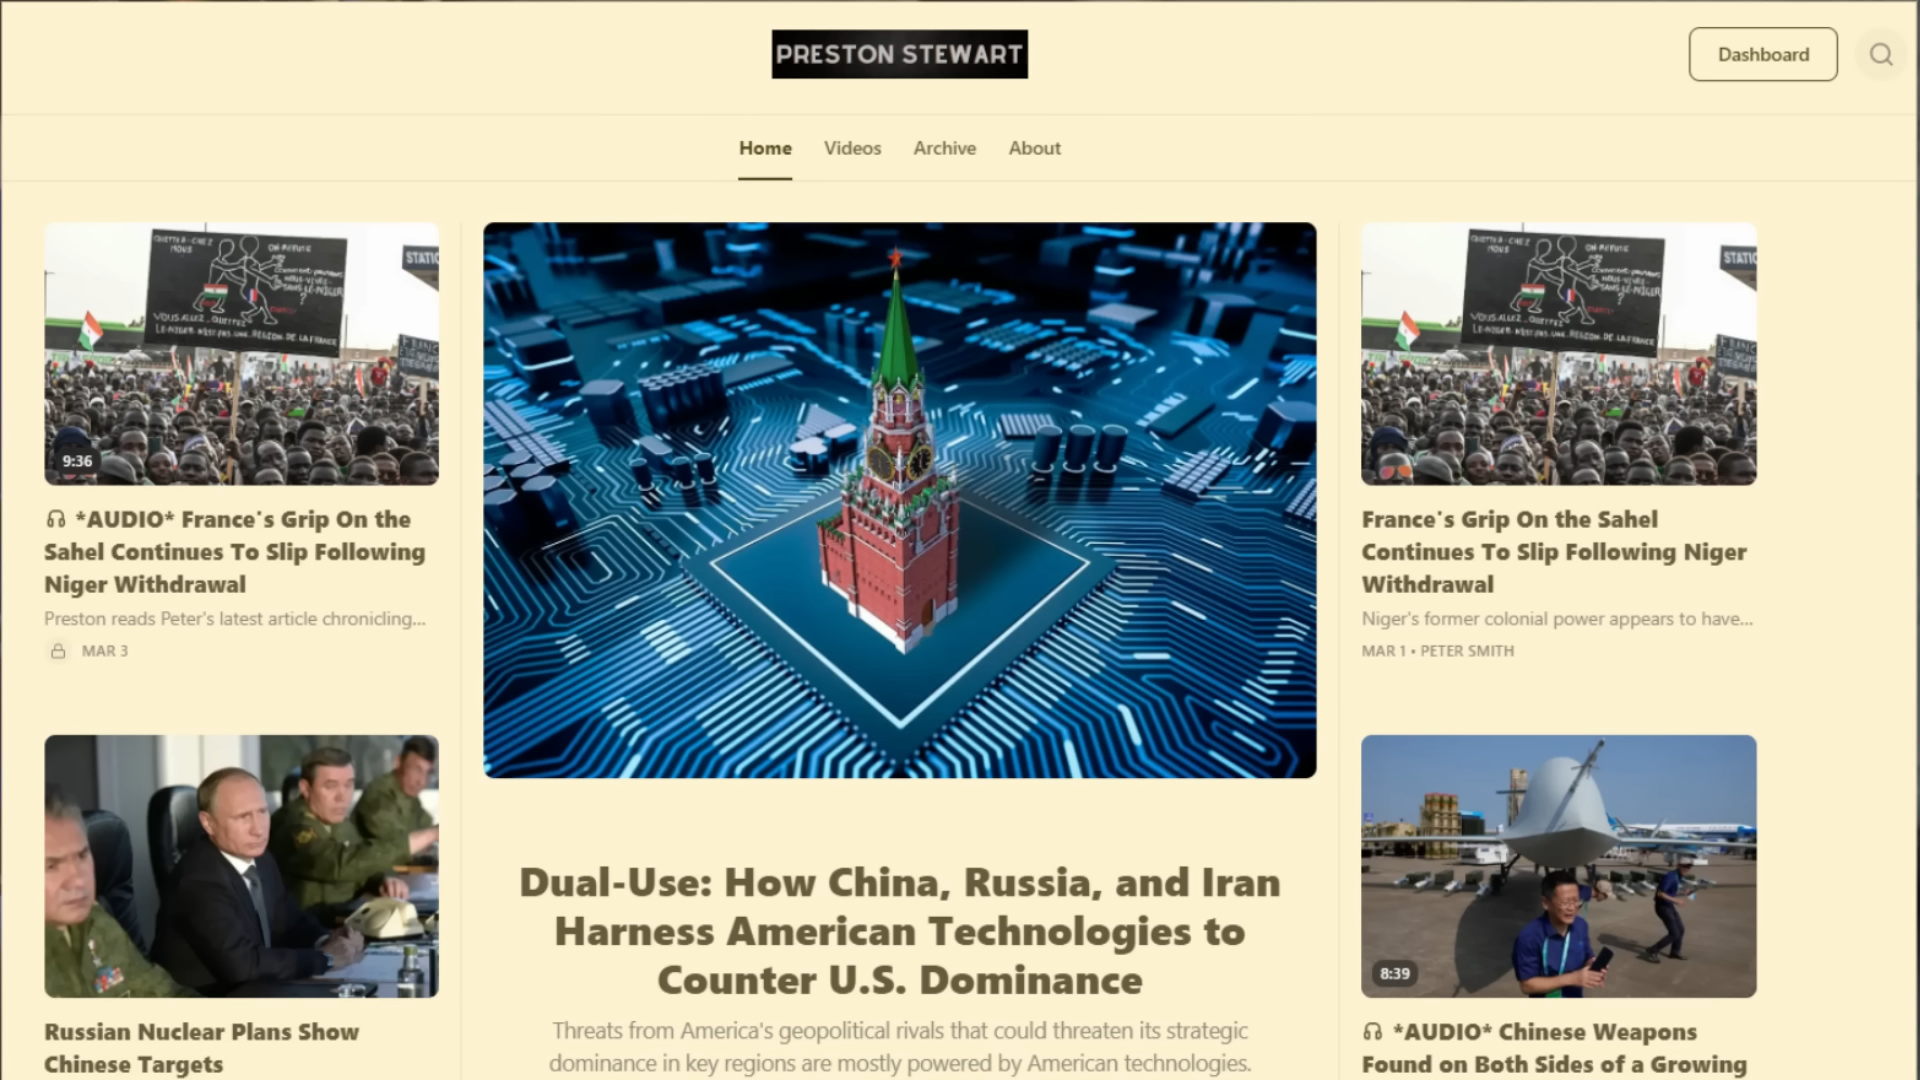 PRESTON STEWART
Dashboard
Home
Videos
Archive
About
ON REFUSE
VOUS ALLEZ
STATIO
9:36
*AUDIO* France's Grip On the
Sahel Continues To Slip Following
Niger Withdrawal
Preston reads Peter's latest article chronicling...
MAR 3
Russian Nuclear Plans Show
Chinese Targets
Dual-Use: How China, Russia, and Iran
Harness American Technologies to
Counter U.S. Dominance
Threats from America's geopolitical rivals that could threaten its strategic
dominance in key regions are mostly powered by American technologies.
France's Grip On the Sahel
Continues To Slip Following Niger
Withdrawal
Niger's former colonial power appears to have...
MAR 1 • PETER SMITH
8:39
*AUDIO* Chinese Weapons
Found on Both Sides of a Growing